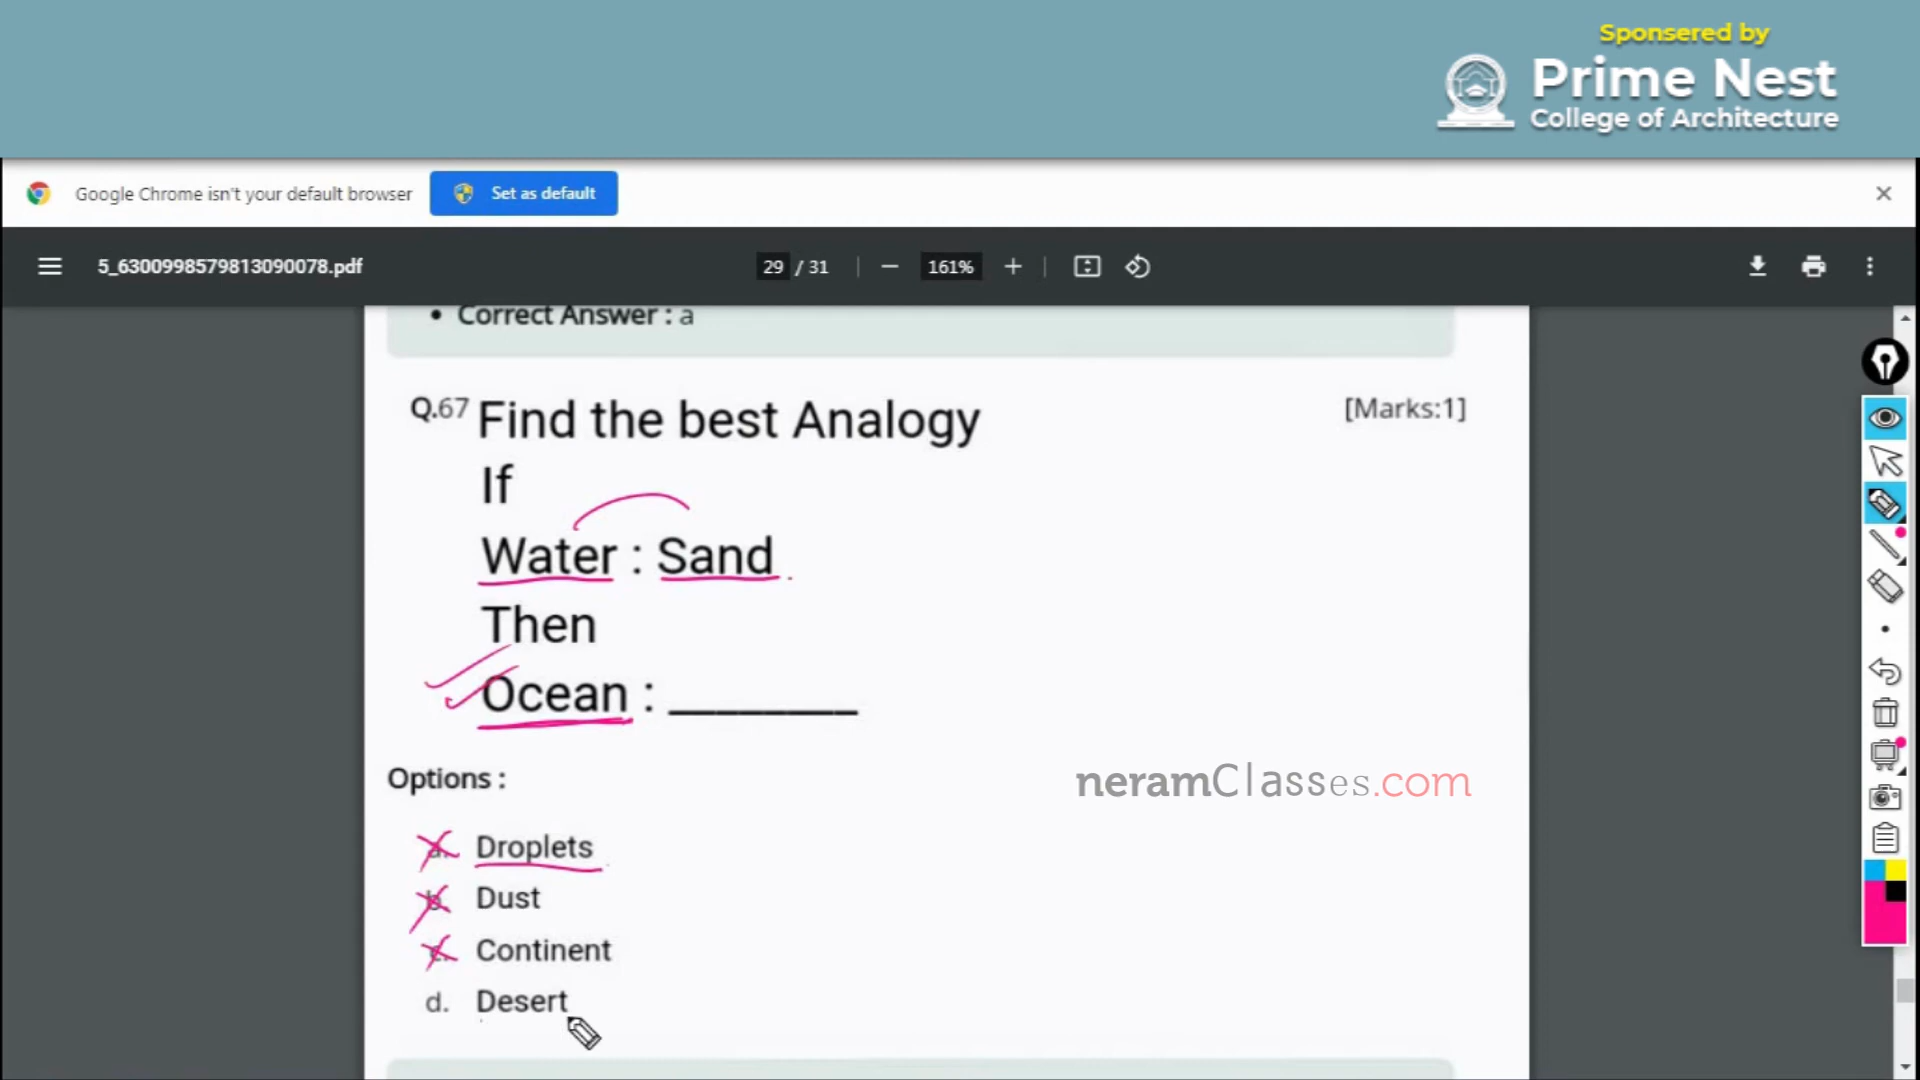 Sponsered by
Prime Nest
College of Architecture
Google Chrome isn't your default browser
Set as default
5_6300998579813090078.pdf
29 / 31
161%
• Correct Answer : a
Q.67 Find the best Analogy
[Marks:1]
If
Water : Sand
Then
Ocean : ________
Options :
neramClasses.com
a. Droplets
b. Dust
c. Continent
d. Desert